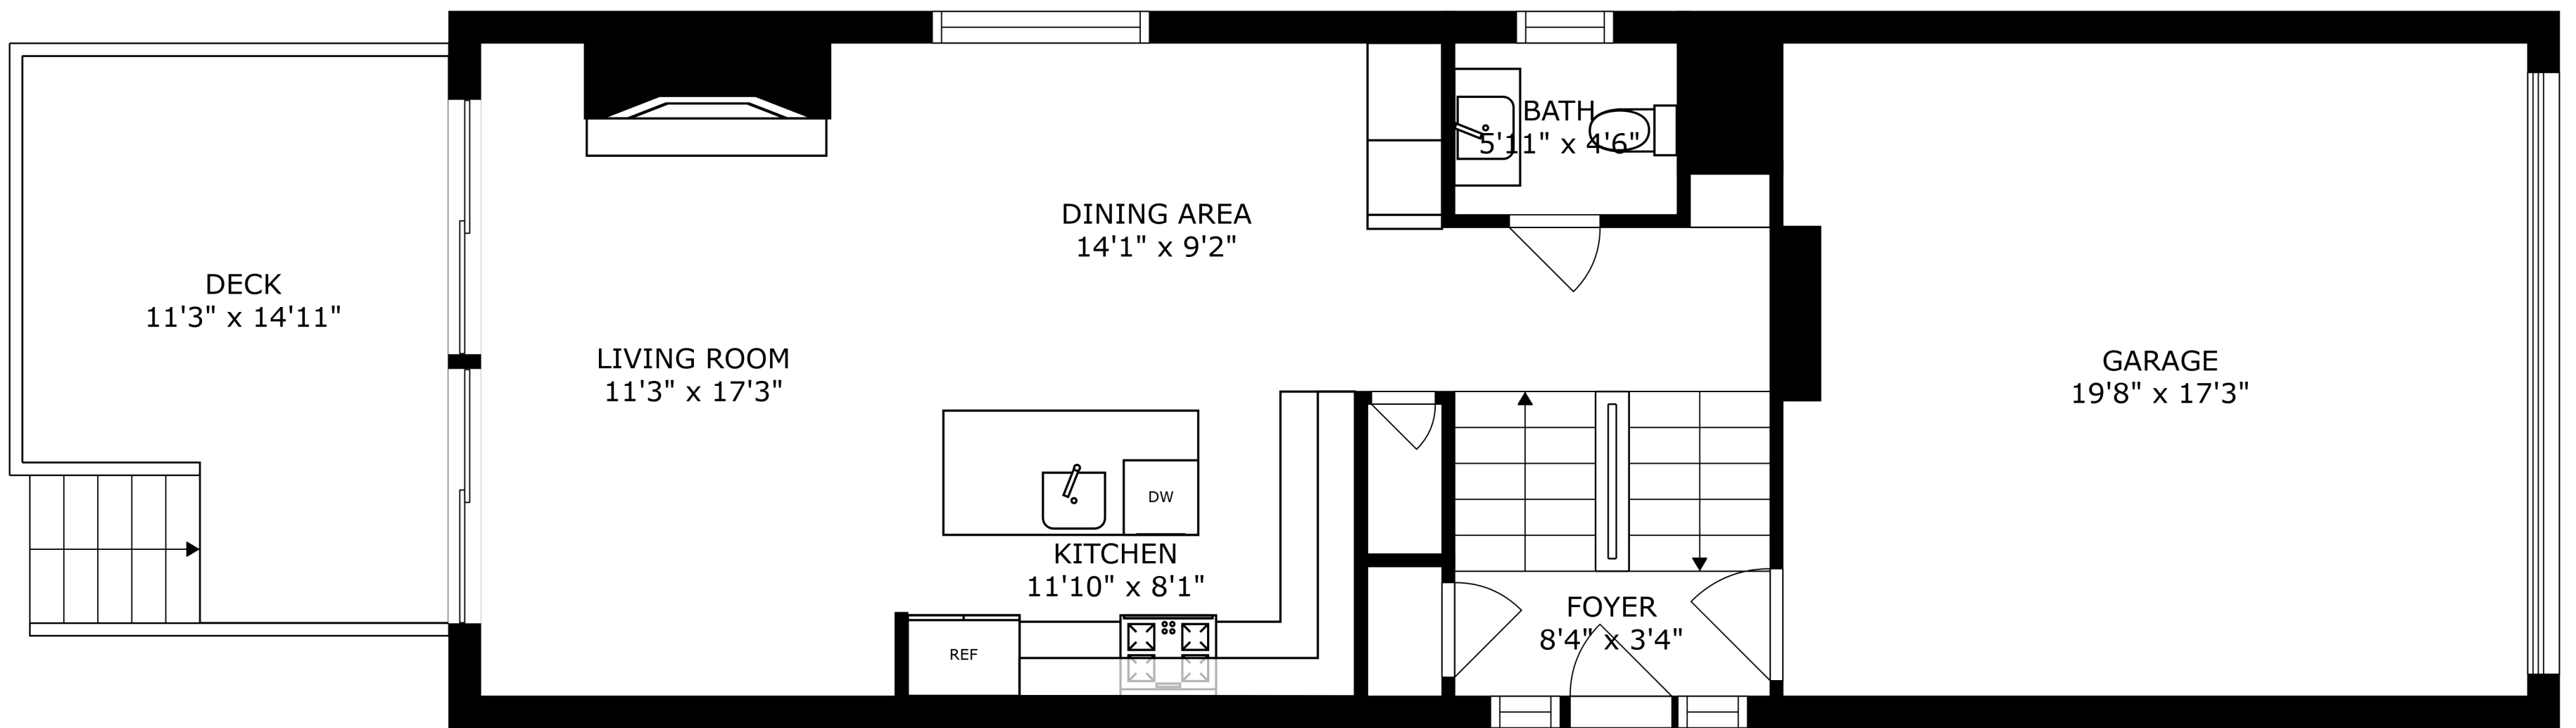 BATH
5'11" x 4'6"
DINING AREA
14'1" x 9'2"
DECK
11'3" x 14'11"
LIVING ROOM
11'3" x 17'3"
GARAGE
19'8" x 17'3"
DW
KITCHEN
11'10" x 8'1"
FOYER
8'4" x 3'4"
REF